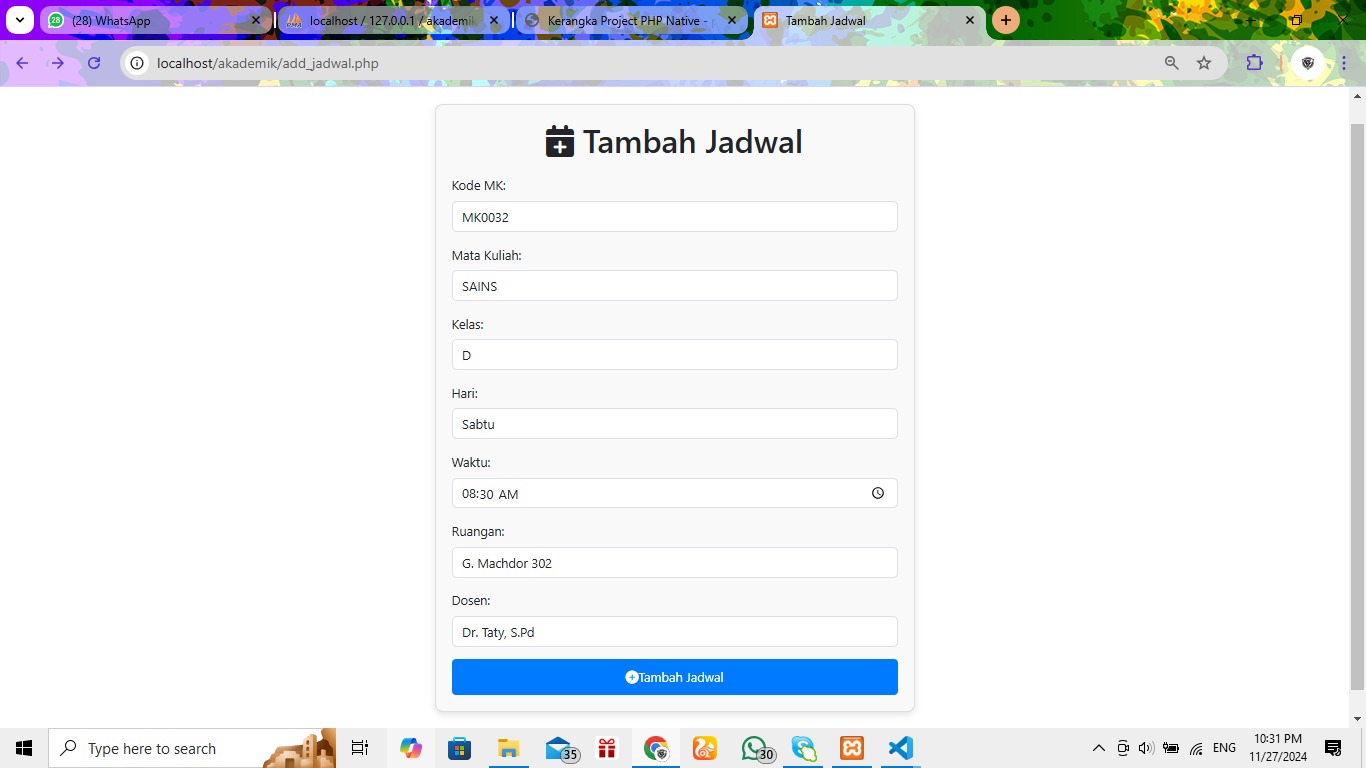 28 (28) WhatsApp
localhost / 127.0.0.1 / akademik
Kerangka Project PHP Native -
Tambah Jadwal
localhost/akademik/add_jadwal.php
Tambah Jadwal
Kode MK:
MK0032
Mata Kuliah:
SAINS
Kelas:
D
Hari:
Sabtu
Waktu:
08:30 AM
Ruangan:
G. Machdor 302
Dosen:
Dr. Taty, S.Pd
Tambah Jadwal
Type here to search
35
30
ENG
10:31 PM
11/27/2024